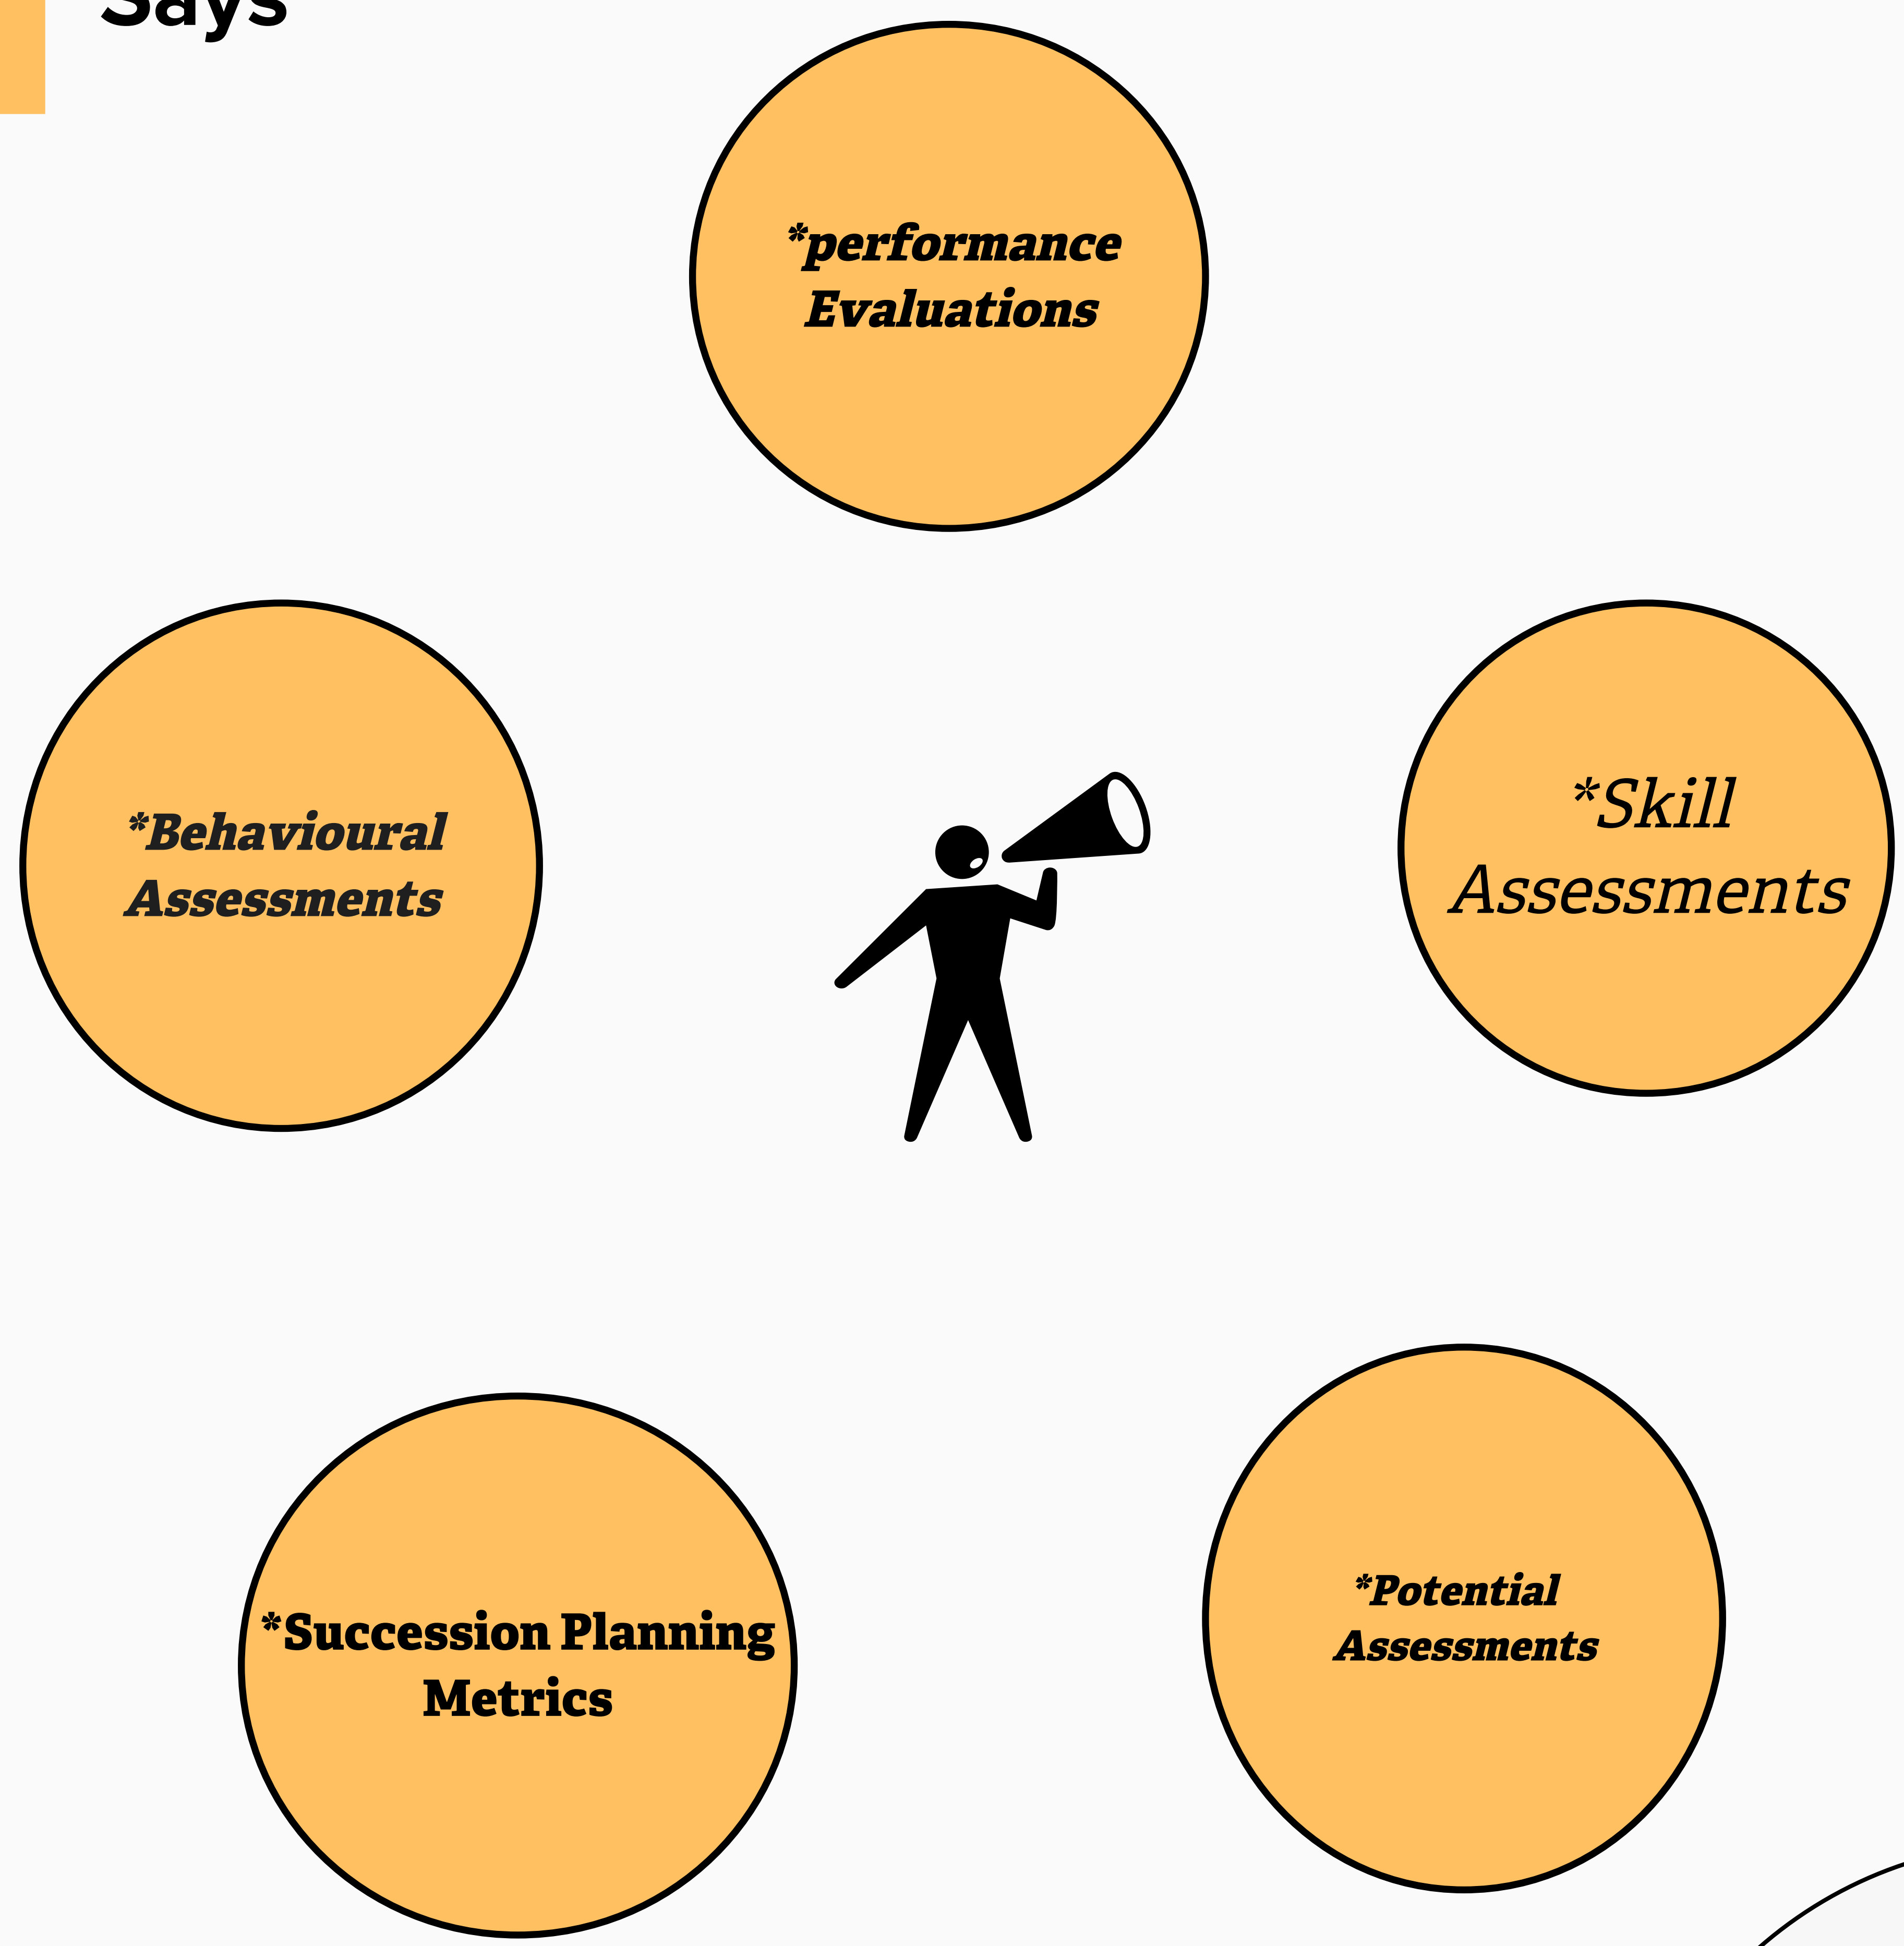 Says
*performance
Evaluations
*Behavioural
Assessments
*Skill
Assessments
*Succession Planning
Metrics
*Potential
Assessments